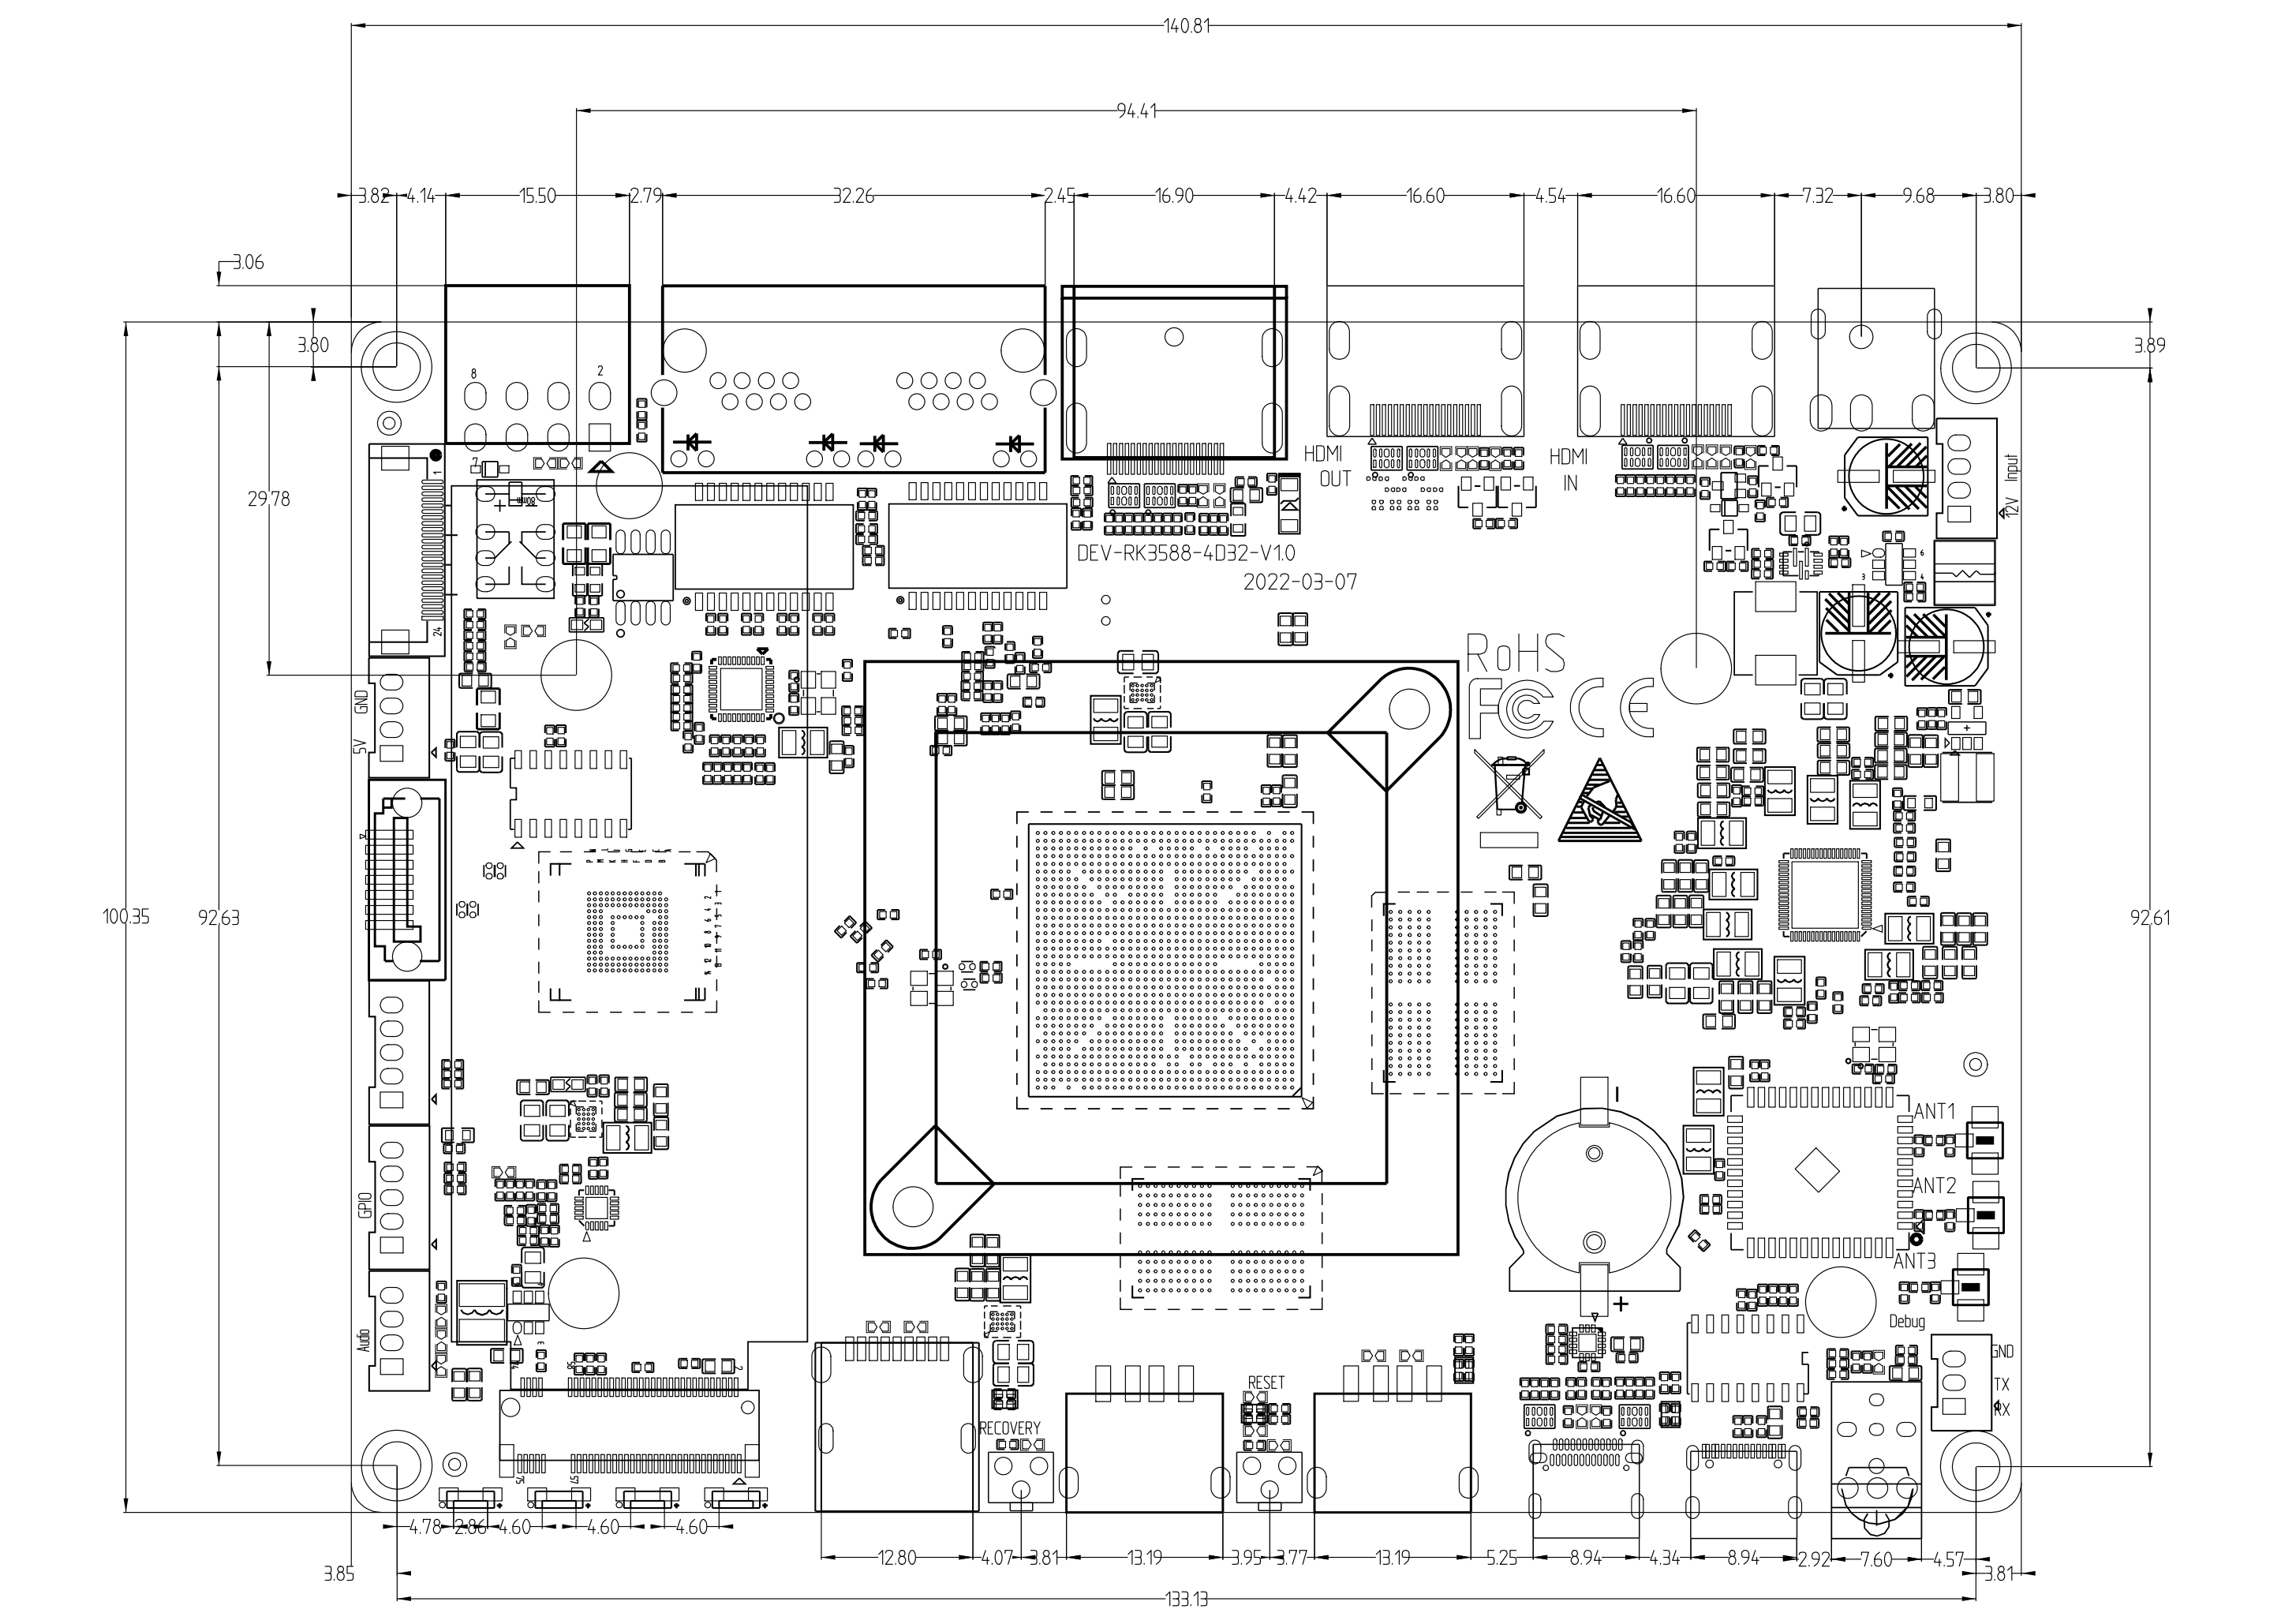 140.81
94.41
3.82 4.14 15.50 2.79 32.26 2.45 16.90 4.42 16.60 4.54 16.60 7.32 9.68 3.80
3.06
3.80
3.89
8
2
7
1
HDMI
OUT
HDMI
IN
12V Input
29.78
DEV-RK3588-4D32-V1.0
2022-03-07
6
3
4
24
RoHS
FC CE
GND
5V
100.35
92.63
92.61
ANT1
ANT2
GPIO
ANT3
Debug
Audio
GND
TX
RX
RESET
RECOVERY
2
4.78 2.86 4.60 4.60 4.60
12.80 4.07 3.81 13.19 3.95 3.77 13.19 5.25 8.94 4.34 8.94 2.92 7.60 4.57
3.85
3.81
133.13